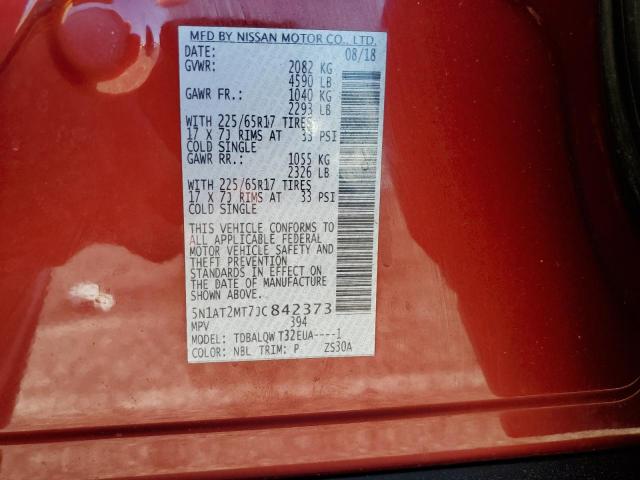 MFD BY NISSAN MOTOR CO., LTD.
DATE: 08/18
GVWR: 2082 KG
4590 LB
GAWR FR.: 1040 KG
2293 LB
WITH 225/65R17 TIRES
17 X 7J RIMS AT 33 PSI
COLD SINGLE
GAWR RR.: 1055 KG
2326 LB
WITH 225/65R17 TIRES
17 X 7J RIMS AT 33 PSI
COLD SINGLE
THIS VEHICLE CONFORMS TO
ALL APPLICABLE FEDERAL
MOTOR VEHICLE SAFETY AND
THEFT PREVENTION
STANDARDS IN EFFECT ON
THE DATE OF MANUFACTURE
SHOWN ABOVE.
5N1AT2MT7JC842373
MPV 394
MODEL: TDBALQW T32EUA----1
COLOR: NBL TRIM: P ZS30A